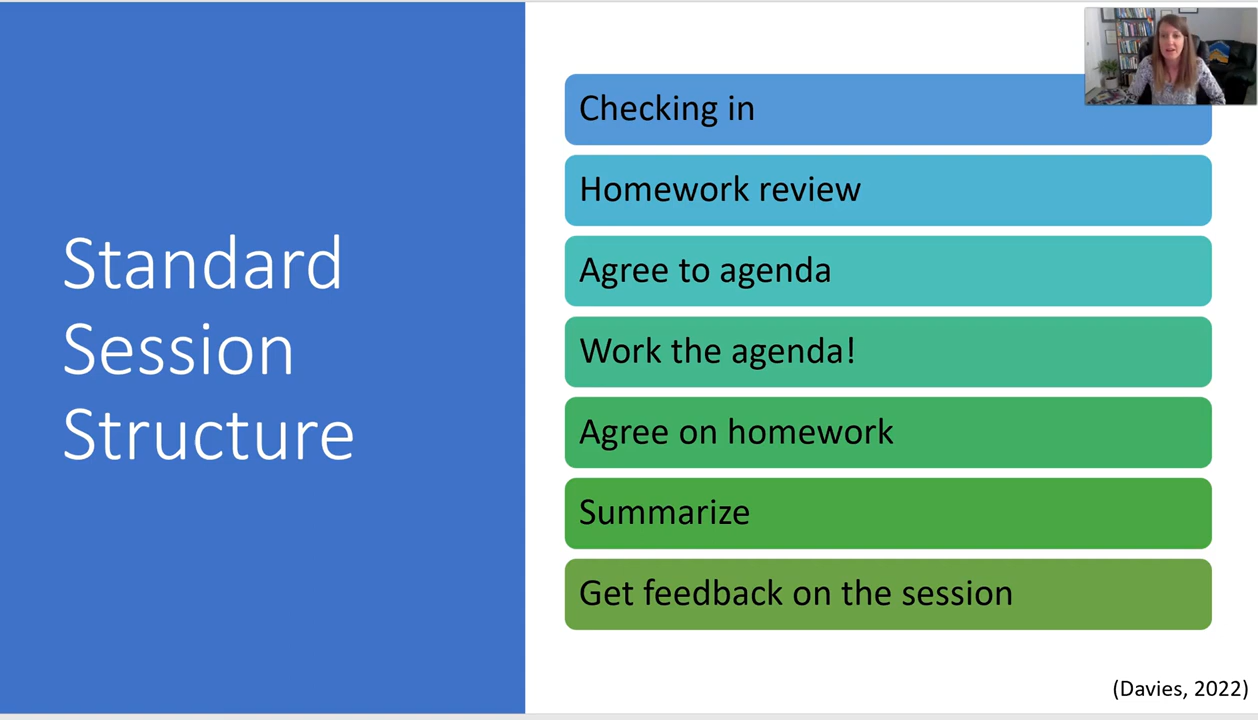 Standard
Session
Structure
Checking in
Homework review
Agree to agenda
Work the agenda!
Agree on homework
Summarize
Get feedback on the session
(Davies, 2022)